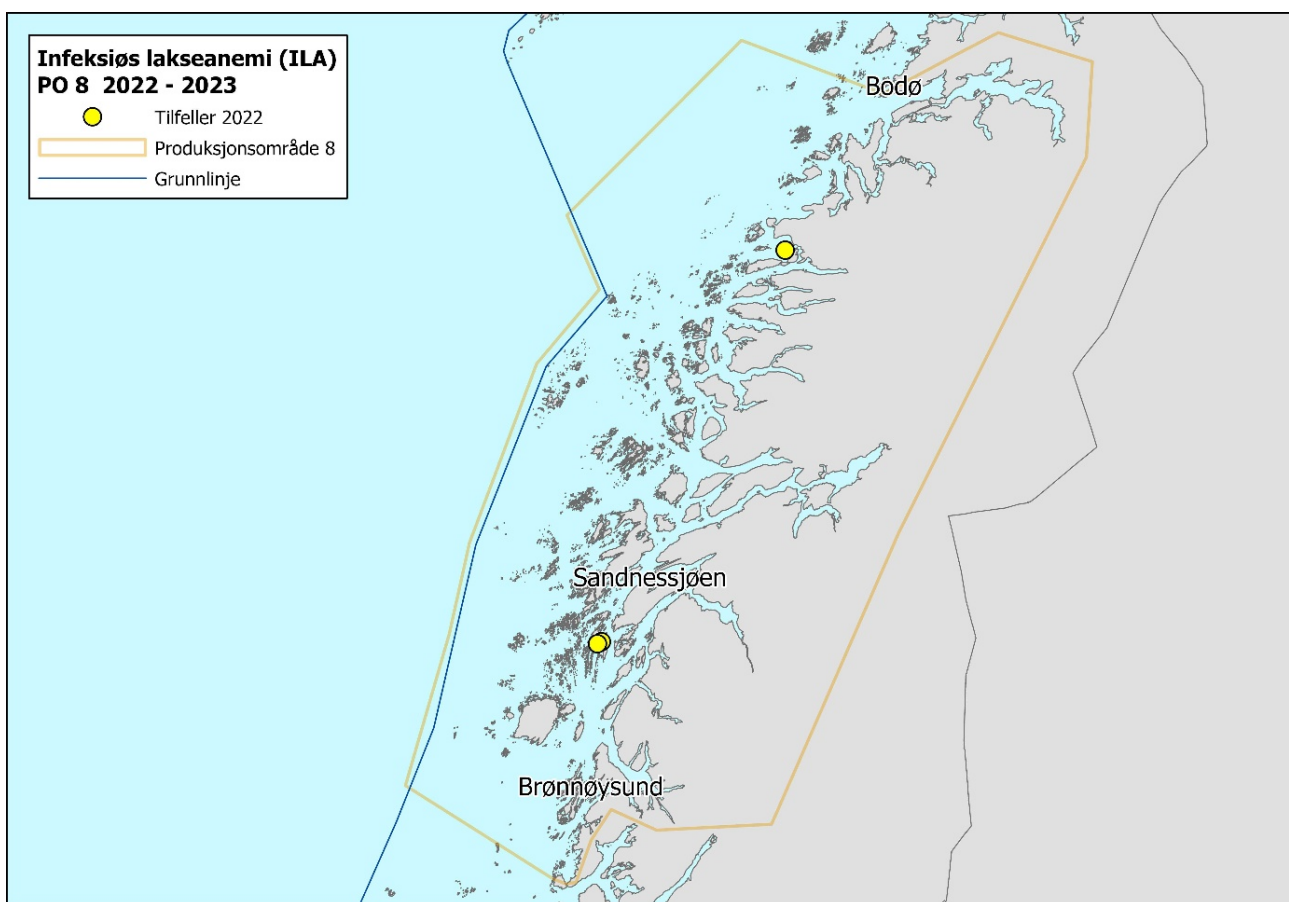 Infeksiøs lakseanemi (ILA)
PO 8 2022 - 2023
Tilfeller 2022
Produksjonsområde 8
Grunnlinje
Bodø
Sandnessjøen
Brønnøysund